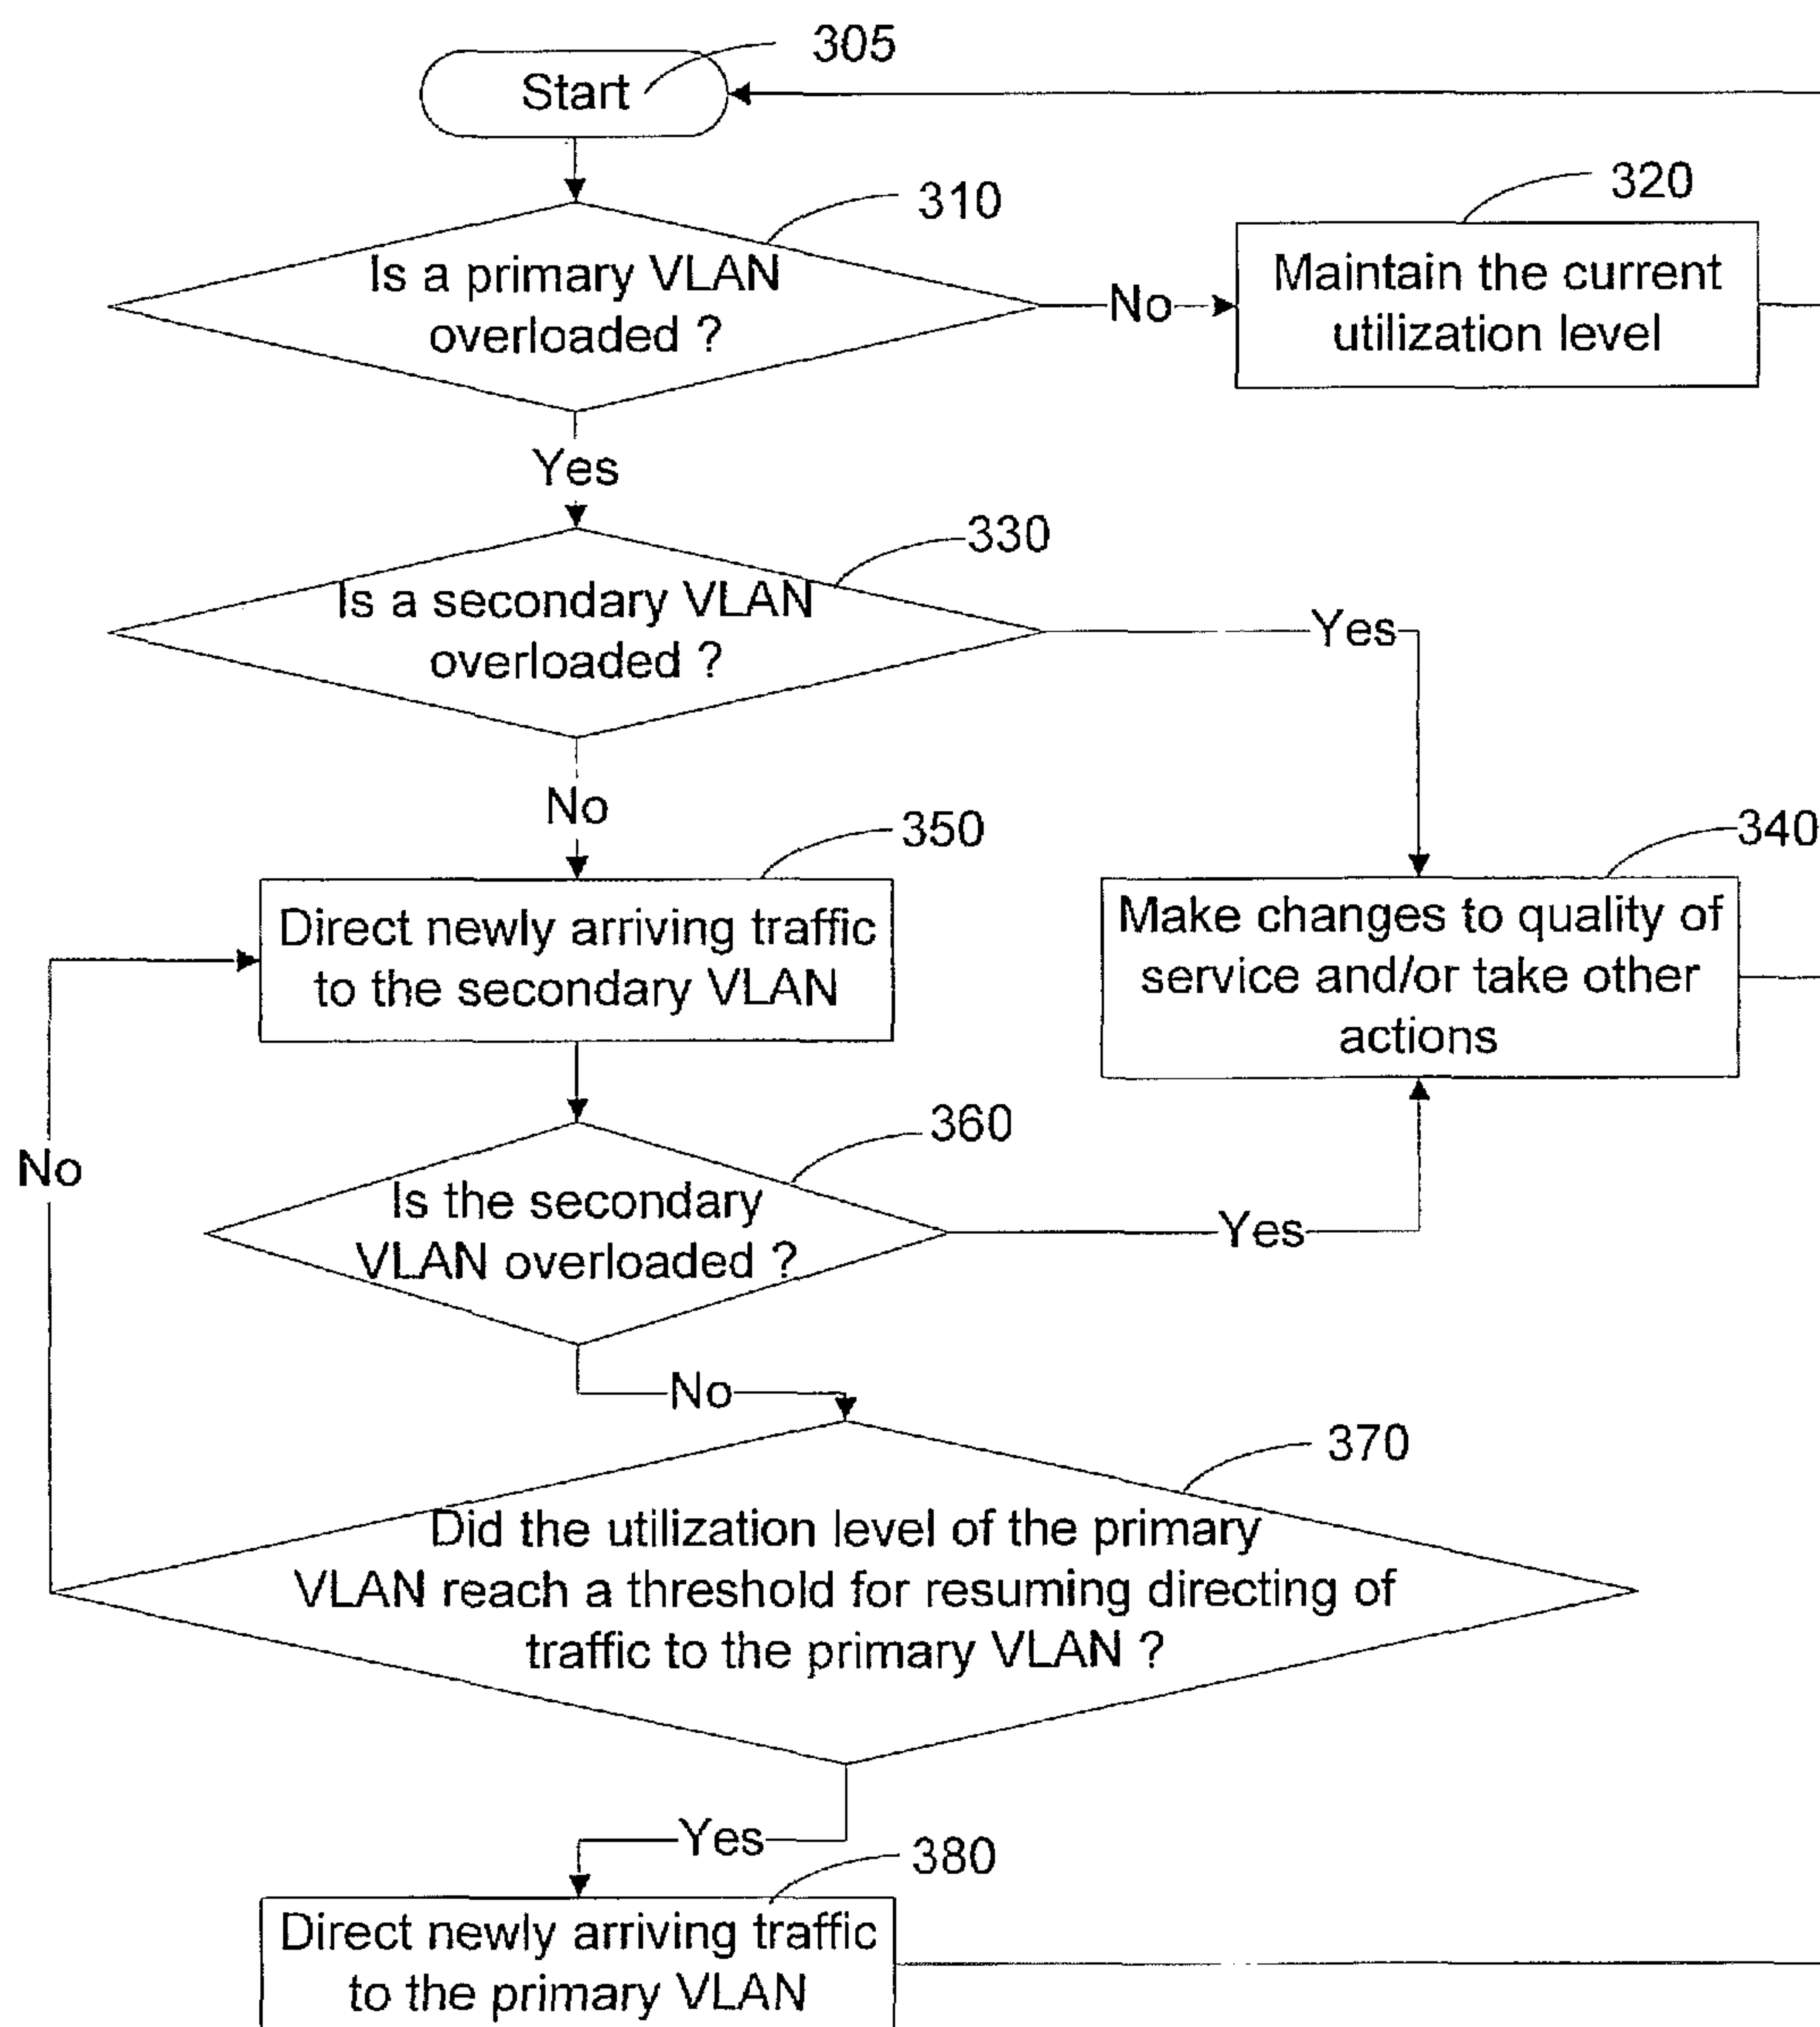 305
Start
310
Is a primary VLAN
overloaded ?
No
320
Maintain the current
utilization level
Yes
330
Is a secondary VLAN
overloaded ?
Yes
No
350
Direct newly arriving traffic
to the secondary VLAN
340
Make changes to quality of
service and/or take other
actions
360
Is the secondary
VLAN overloaded ?
Yes
No
No
370
Did the utilization level of the primary
VLAN reach a threshold for resuming directing of
traffic to the primary VLAN ?
Yes
380
Direct newly arriving traffic
to the primary VLAN